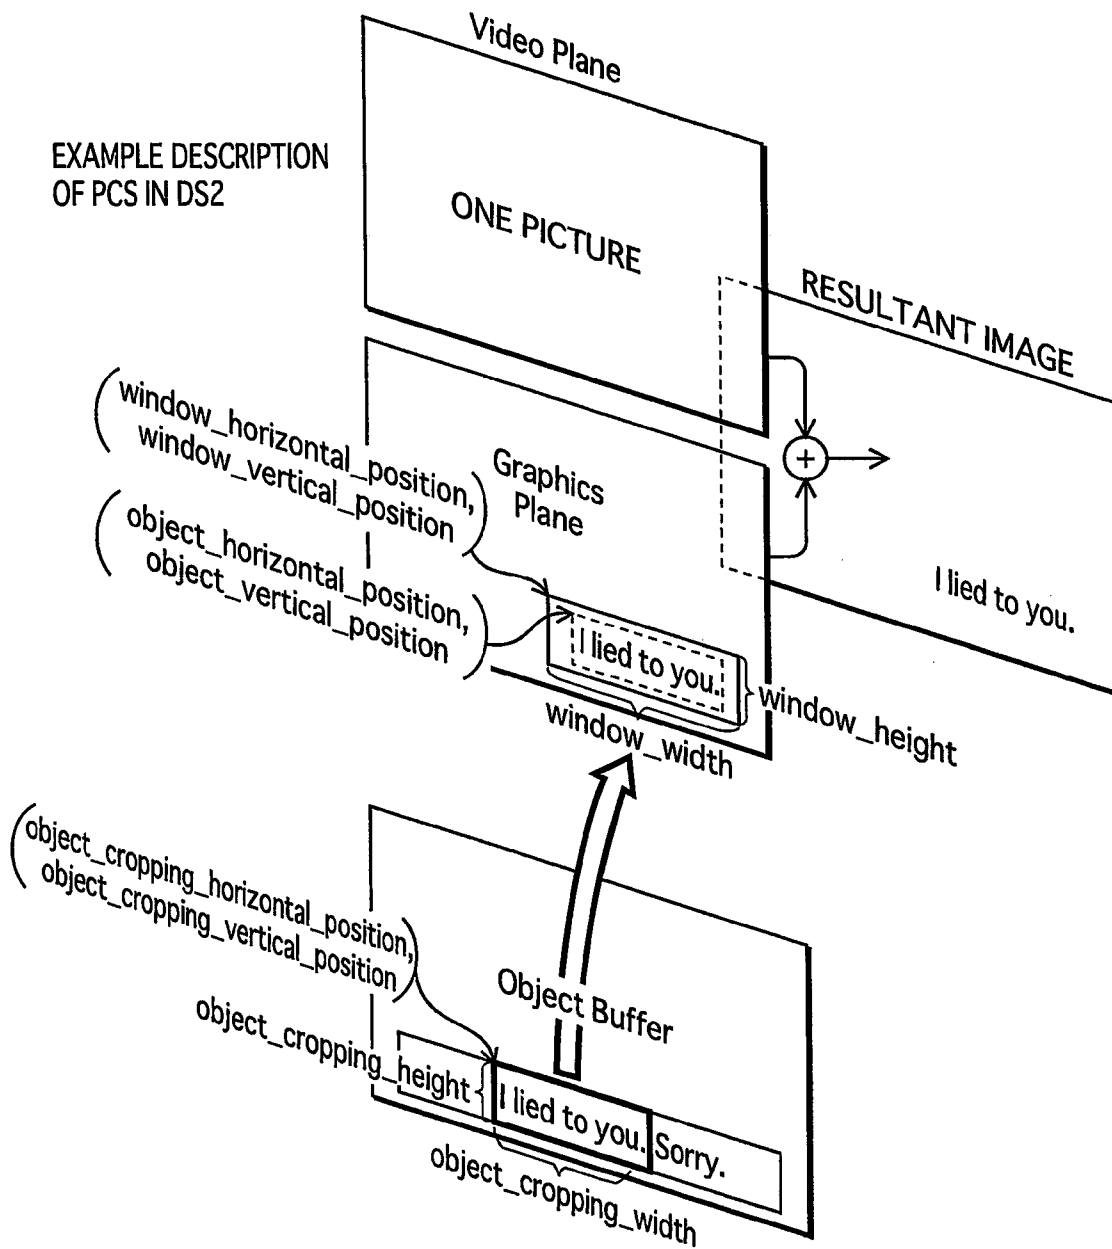 Video Plane
EXAMPLE DESCRIPTION
OF PCS IN DS2
ONE PICTURE
RESULTANT IMAGE
window_horizontal_position,
window_vertical_position
Graphics
Plane
+
object_horizontal_position,
object_vertical_position
I lied to you.
I lied to you.
window_height
window_width
object_cropping_horizontal_position,
object_cropping_vertical_position
Object Buffer
object_cropping_height
I lied to you. Sorry.
object_cropping_width